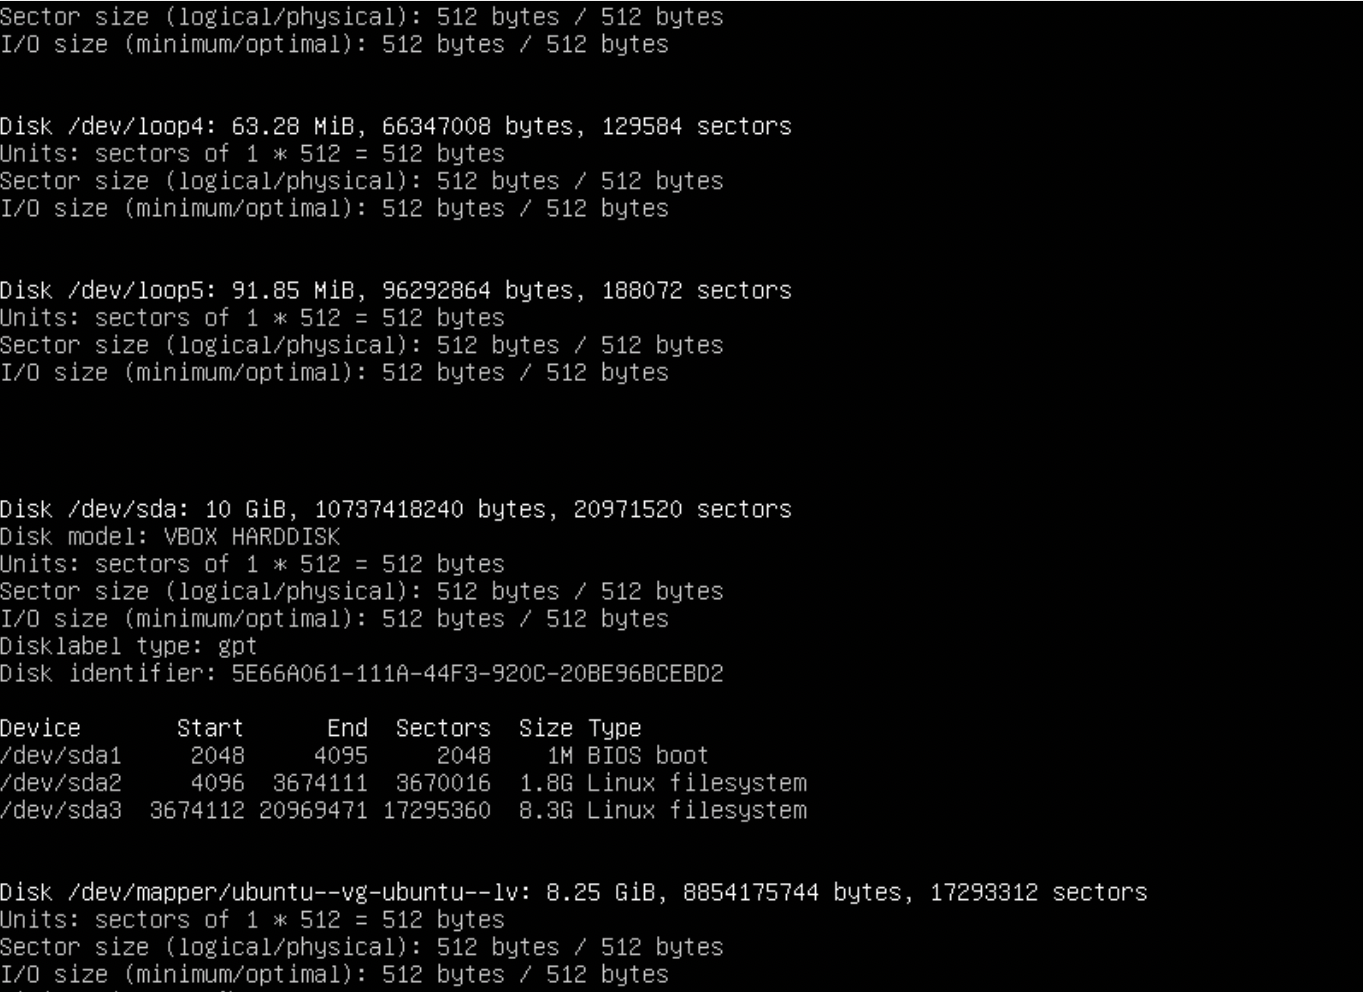 Sector size (logical/physical): 512 bytes / 512 bytes
I/O size (minimum/optimal): 512 bytes / 512 bytes
Disk /dev/loop4: 63.28 MiB, 66347008 bytes, 129584 sectors
Units: sectors of 1 * 512 = 512 bytes
Sector size (logical/physical): 512 bytes / 512 bytes
I/O size (minimum/optimal): 512 bytes / 512 bytes
Disk /dev/loop5: 91.85 MiB, 96292864 bytes, 188072 sectors
Units: sectors of 1 * 512 = 512 bytes
Sector size (logical/physical): 512 bytes / 512 bytes
I/O size (minimum/optimal): 512 bytes / 512 bytes
Disk /dev/sda: 10 GiB, 10737418240 bytes, 20971520 sectors
Disk model: VBOX HARDDISK
Units: sectors of 1 * 512 = 512 bytes
Sector size (logical/physical): 512 bytes / 512 bytes
I/O size (minimum/optimal): 512 bytes / 512 bytes
Disklabel type: gpt
Disk identifier: 5E66A061-111A-44F3-920C-20BE96BCEBD2
Device Start End Sectors Size Type
/dev/sda1 2048 4095 2048 1M BIOS boot
/dev/sda2 4096 3674111 3670016 1.8G Linux filesystem
/dev/sda3 3674112 20969471 17295360 8.3G Linux filesystem
Disk /dev/mapper/ubuntu--vg-ubuntu--lv: 8.25 GiB, 8854175744 bytes, 17293312 sectors
Units: sectors of 1 * 512 = 512 bytes
Sector size (logical/physical): 512 bytes / 512 bytes
I/O size (minimum/optimal): 512 bytes / 512 bytes